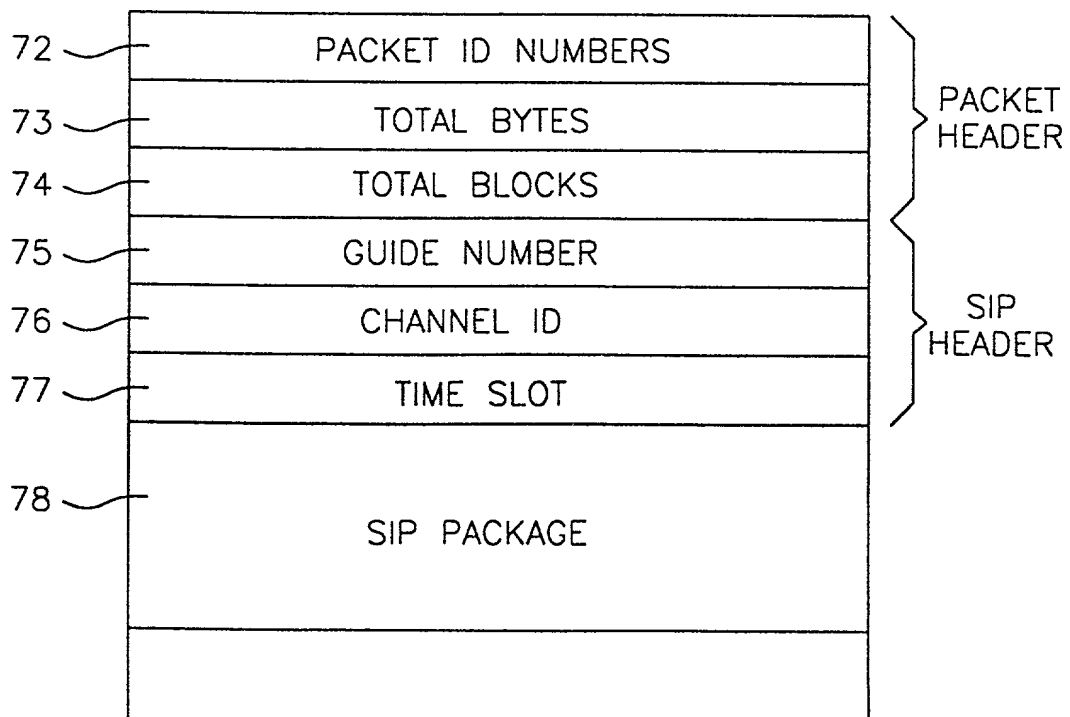 72 PACKET ID NUMBERS
73 TOTAL BYTES
74 TOTAL BLOCKS
PACKET
HEADER
75 GUIDE NUMBER
76 CHANNEL ID
77 TIME SLOT
SIP
HEADER
78 SIP PACKAGE